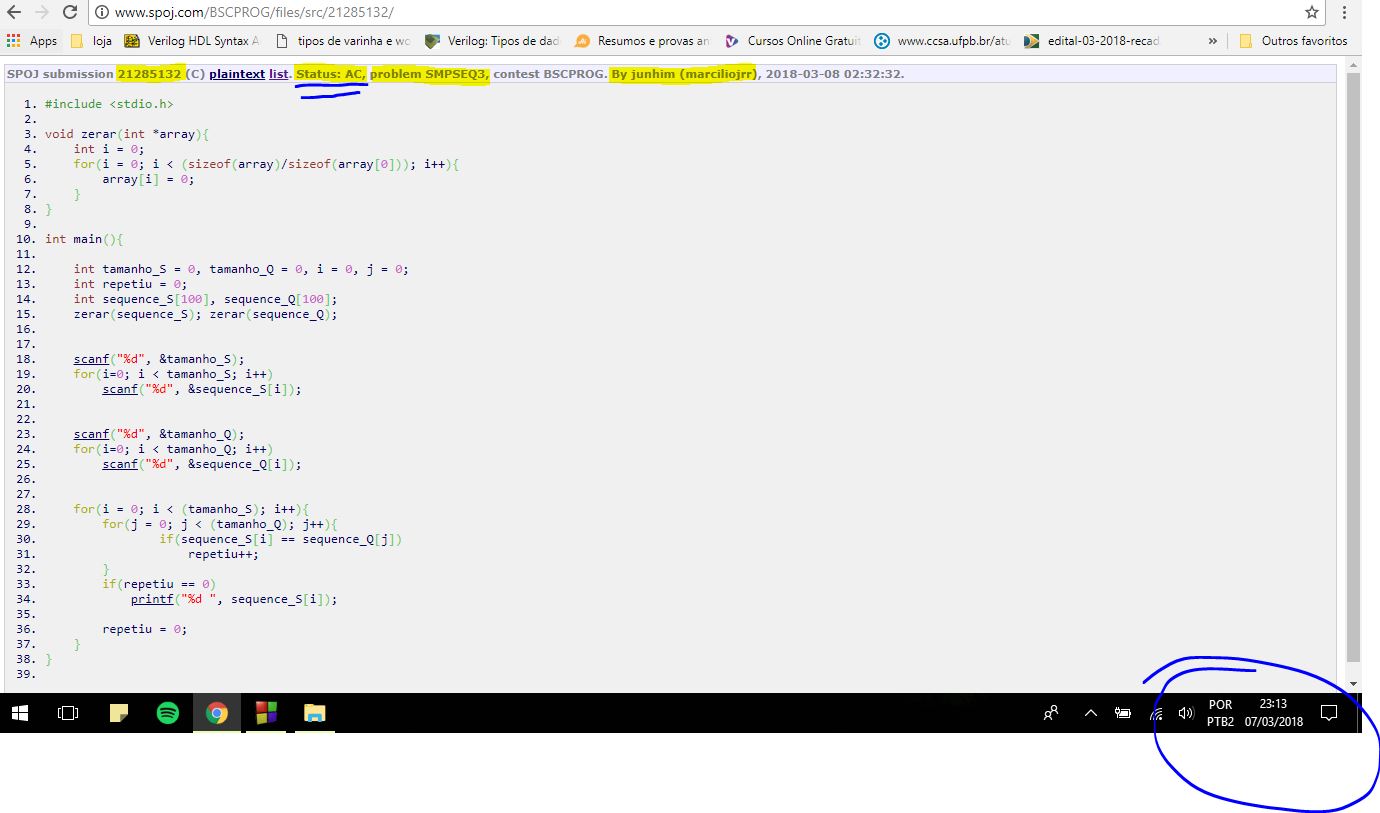 www.spoj.com/BSCPROG/files/src/21285132/
Apps loja Verilog HDL Syntax A tipos de varinha e wo Verilog: Tipos de dad Resumos e provas an Cursos Online Gratuit www.ccsa.ufpb.br/atu edital-03-2018-recad » Outros favoritos
SPOJ submission 21285132 (C) plaintext list. Status: AC, problem SMPSEQ3, contest BSCPROG. By junhim (marciliojrr), 2018-03-08 02:32:32.
1. #include <stdio.h>
2.
3. void zerar(int *array){
4. int i = 0;
5. for(i = 0; i < (sizeof(array)/sizeof(array[0])); i++){
6. array[i] = 0;
7. }
8. }
9.
10. int main(){
11.
12. int tamanho_S = 0, tamanho_Q = 0, i = 0, j = 0;
13. int repetiu = 0;
14. int sequence_S[100], sequence_Q[100];
15. zerar(sequence_S); zerar(sequence_Q);
16.
17.
18. scanf("%d", &tamanho_S);
19. for(i=0; i < tamanho_S; i++)
20. scanf("%d", &sequence_S[i]);
21.
22.
23. scanf("%d", &tamanho_Q);
24. for(i=0; i < tamanho_Q; i++)
25. scanf("%d", &sequence_Q[i]);
26.
27.
28. for(i = 0; i < (tamanho_S); i++){
29. for(j = 0; j < (tamanho_Q); j++){
30. if(sequence_S[i] == sequence_Q[j])
31. repetiu++;
32. }
33. if(repetiu == 0)
34. printf("%d ", sequence_S[i]);
35.
36. repetiu = 0;
37. }
38. }
39.
POR 23:13
PTB2 07/03/2018